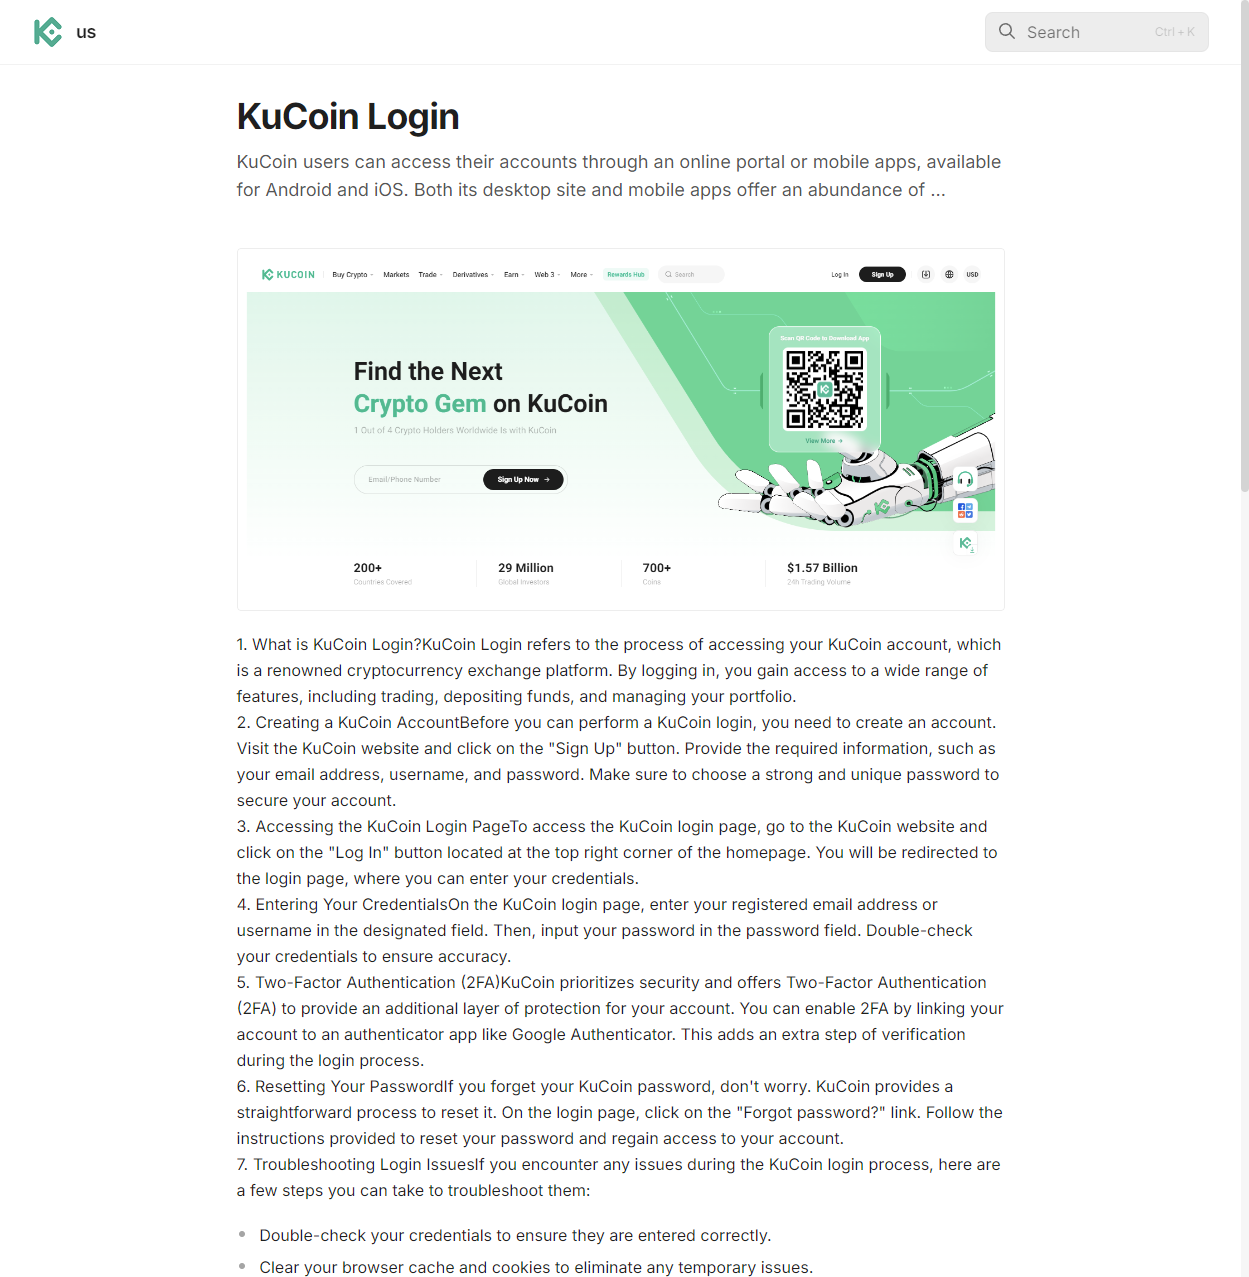 us
Search
Ctrl + K
KuCoin Login
KuCoin users can access their accounts through an online portal or mobile apps, available
for Android and iOS. Both its desktop site and mobile apps offer an abundance of ...
KUCOIN
Buy Crypto
Markets
Trade
Derivatives
Earn
Web 3
More
Rewards Hub
Search
Log In
Sign Up
USD
Scan QR Code to Download App
View More →
Find the Next
Crypto Gem on KuCoin
1 Out of 4 Crypto Holders Worldwide Is with KuCoin
Email/Phone Number
Sign Up Now →
200+
Countries Covered
29 Million
Global Investors
700+
Coins
$1.57 Billion
24h Trading Volume
1. What is KuCoin Login?KuCoin Login refers to the process of accessing your KuCoin account, which
is a renowned cryptocurrency exchange platform. By logging in, you gain access to a wide range of
features, including trading, depositing funds, and managing your portfolio.
2. Creating a KuCoin AccountBefore you can perform a KuCoin login, you need to create an account.
Visit the KuCoin website and click on the "Sign Up" button. Provide the required information, such as
your email address, username, and password. Make sure to choose a strong and unique password to
secure your account.
3. Accessing the KuCoin Login PageTo access the KuCoin login page, go to the KuCoin website and
click on the "Log In" button located at the top right corner of the homepage. You will be redirected to
the login page, where you can enter your credentials.
4. Entering Your CredentialsOn the KuCoin login page, enter your registered email address or
username in the designated field. Then, input your password in the password field. Double-check
your credentials to ensure accuracy.
5. Two-Factor Authentication (2FA)KuCoin prioritizes security and offers Two-Factor Authentication
(2FA) to provide an additional layer of protection for your account. You can enable 2FA by linking your
account to an authenticator app like Google Authenticator. This adds an extra step of verification
during the login process.
6. Resetting Your PasswordIf you forget your KuCoin password, don't worry. KuCoin provides a
straightforward process to reset it. On the login page, click on the "Forgot password?" link. Follow the
instructions provided to reset your password and regain access to your account.
7. Troubleshooting Login IssuesIf you encounter any issues during the KuCoin login process, here are
a few steps you can take to troubleshoot them:
Double-check your credentials to ensure they are entered correctly.
Clear your browser cache and cookies to eliminate any temporary issues.